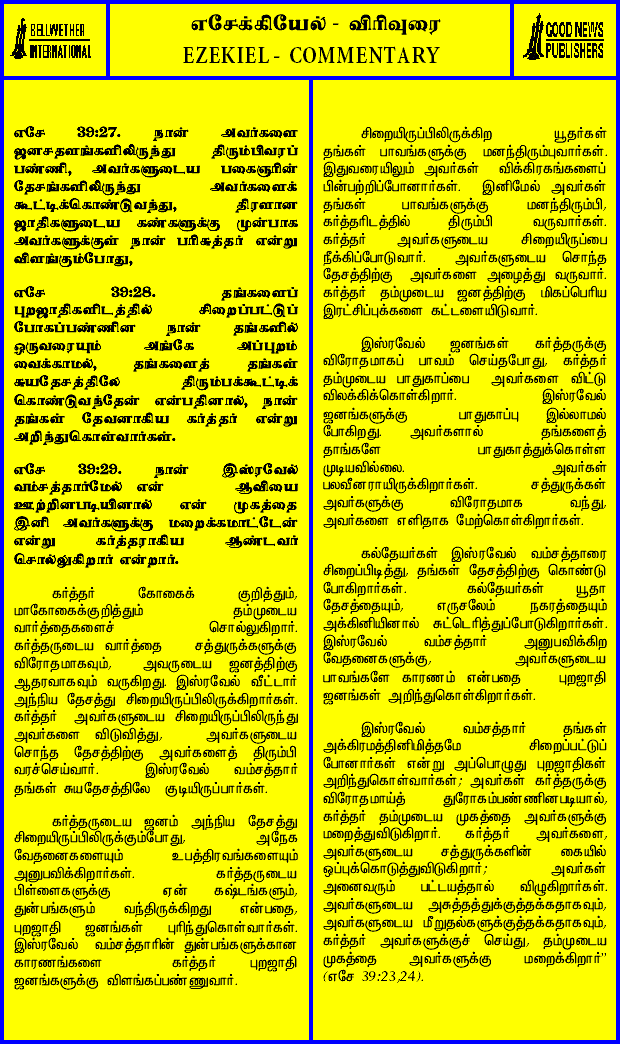 BELLWETHER
INTERNATIONAL
எசேக்கியேல் - விரிவுரை
EZEKIEL - COMMENTARY
GOOD NEWS
PUBLISHERS
எசே 39:27. நான் அவர்களை
ஜனசதளங்களிலிருந்து திரும்பிவரப்
பண்ணி, அவர்களுடைய பகைஞரின்
தேசங்களிலிருந்து அவர்களைக்
கூட்டிக்கொண்டுவந்து, திரளான
ஜாதிகளுடைய கண்களுக்கு முன்பாக
அவர்களுக்குள் நான் பரிசுத்தர் என்று
விளங்கும்போது,
எசே 39:28. தங்களைப்
புறஜாதிகளிடத்தில் சிறைப்பட்டுப்
போகப்பண்ணின நான் தங்களில்
ஒருவரையும் அங்கே அப்புறம்
வைக்காமல், தங்களைத் தங்கள்
சுயதேசத்திலே திரும்பக்கூட்டிக்
கொண்டுவந்தேன் என்பதினால், நான்
தங்கள் தேவனாகிய கர்த்தர் என்று
அறிந்துகொள்வார்கள்.
எசே 39:29. நான் இஸ்ரவேல்
வம்சத்தார்மேல் என் ஆவியை
ஊற்றினபடியினால் என் முகத்தை
இனி அவர்களுக்கு மறைக்கமாட்டேன்
என்று கர்த்தராகிய ஆண்டவர்
சொல்லுகிறார் என்றார்.
கர்த்தர் கோகைக் குறித்தும்,
மாகோகைக்குறித்தும் தம்முடைய
வார்த்தைகளைச் சொல்லுகிறார்.
கர்த்தருடைய வார்த்தை சத்துருக்களுக்கு
விரோதமாகவும், அவருடைய ஜனத்திற்கு
ஆதரவாகவும் வருகிறது. இஸ்ரவேல் வீட்டார்
அந்நிய தேசத்து சிறையிருப்பிலிருக்கிறார்கள்.
கர்த்தர் அவர்களுடைய சிறையிருப்பிலிருந்து
அவர்களை விடுவித்து, அவர்களுடைய
சொந்த தேசத்திற்கு அவர்களைத் திரும்பி
வரச்செய்வார். இஸ்ரவேல் வம்சத்தார்
தங்கள் சுயதேசத்திலே குடியிருப்பார்கள்.
கர்த்தருடைய ஜனம் அந்நிய தேசத்து
சிறையிருப்பிலிருக்கும்போது, அநேக
வேதனைகளையும் உபத்திரவங்களையும்
அனுபவிக்கிறார்கள். கர்த்தருடைய
பிள்ளைகளுக்கு ஏன் கஷ்டங்களும்,
துன்பங்களும் வந்திருக்கிறது என்பதை,
புறஜாதி ஜனங்கள் புரிந்துகொள்வார்கள்.
இஸ்ரவேல் வம்சத்தாரின் துன்பங்களுக்கான
காரணங்களை கர்த்தர் புறஜாதி
ஜனங்களுக்கு விளங்கப்பண்ணுவார்.
சிறையிருப்பிலிருக்கிற யூதர்கள்
தங்கள் பாவங்களுக்கு மனந்திரும்புவார்கள்.
இதுவரையிலும் அவர்கள் விக்கிரகங்களைப்
பின்பற்றிப்போனார்கள். இனிமேல் அவர்கள்
தங்கள் பாவங்களுக்கு மனந்திரும்பி,
கர்த்தரிடத்தில் திரும்பி வருவார்கள்.
கர்த்தர் அவர்களுடைய சிறையிருப்பை
நீக்கிப்போடுவார். அவர்களுடைய சொந்த
தேசத்திற்கு அவர்களை அழைத்து வருவார்.
கர்த்தர் தம்முடைய ஜனத்திற்கு மிகப்பெரிய
இரட்சிப்புக்களை கட்டளையிடுவார்.
இஸ்ரவேல் ஜனங்கள் கர்த்தருக்கு
விரோதமாகப் பாவம் செய்தபோது, கர்த்தர்
தம்முடைய பாதுகாப்பை அவர்களை விட்டு
விலக்கிக்கொள்கிறார். இஸ்ரவேல்
ஜனங்களுக்கு பாதுகாப்பு இல்லாமல்
போகிறது. அவர்களால் தங்களைத்
தாங்களே பாதுகாத்துக்கொள்ள
முடியவில்லை. அவர்கள்
பலவீனராயிருக்கிறார்கள். சத்துருக்கள்
அவர்களுக்கு விரோதமாக வந்து,
அவர்களை எளிதாக மேற்கொள்கிறார்கள்.
கல்தேயர்கள் இஸ்ரவேல் வம்சத்தாரை
சிறைப்பிடித்து, தங்கள் தேசத்திற்கு கொண்டு
போகிறார்கள். கல்தேயர்கள் யூதா
தேசத்தையும், எருசலேம் நகரத்தையும்
அக்கினியினால் சுட்டெரித்துப்போடுகிறார்கள்.
இஸ்ரவேல் வம்சத்தார் அனுபவிக்கிற
வேதனைகளுக்கு, அவர்களுடைய
பாவங்களே காரணம் என்பதை புறஜாதி
ஜனங்கள் அறிந்துகொள்கிறார்கள்.
இஸ்ரவேல் வம்சத்தார் தங்கள்
அக்கிரமத்தினிமித்தமே சிறைப்பட்டுப்
போனார்கள் என்று அப்பொழுது புறஜாதிகள்
அறிந்துகொள்வார்கள்; அவர்கள் கர்த்தருக்கு
விரோதமாய்த் துரோகம்பண்ணினபடியால்,
கர்த்தர் தம்முடைய முகத்தை அவர்களுக்கு
மறைத்துவிடுகிறார். கர்த்தர் அவர்களை,
அவர்களுடைய சத்துருக்களின் கையில்
ஒப்புக்கொடுத்துவிடுகிறார்; அவர்கள்
அனைவரும் பட்டயத்தால் விழுகிறார்கள்.
அவர்களுடைய அசுத்தத்துக்குத்தக்கதாகவும்,
அவர்களுடைய மீறுதல்களுக்குத்தக்கதாகவும்,
கர்த்தர் அவர்களுக்குச் செய்து, தம்முடைய
முகத்தை அவர்களுக்கு மறைக்கிறார்''
(எசே 39:23,24).